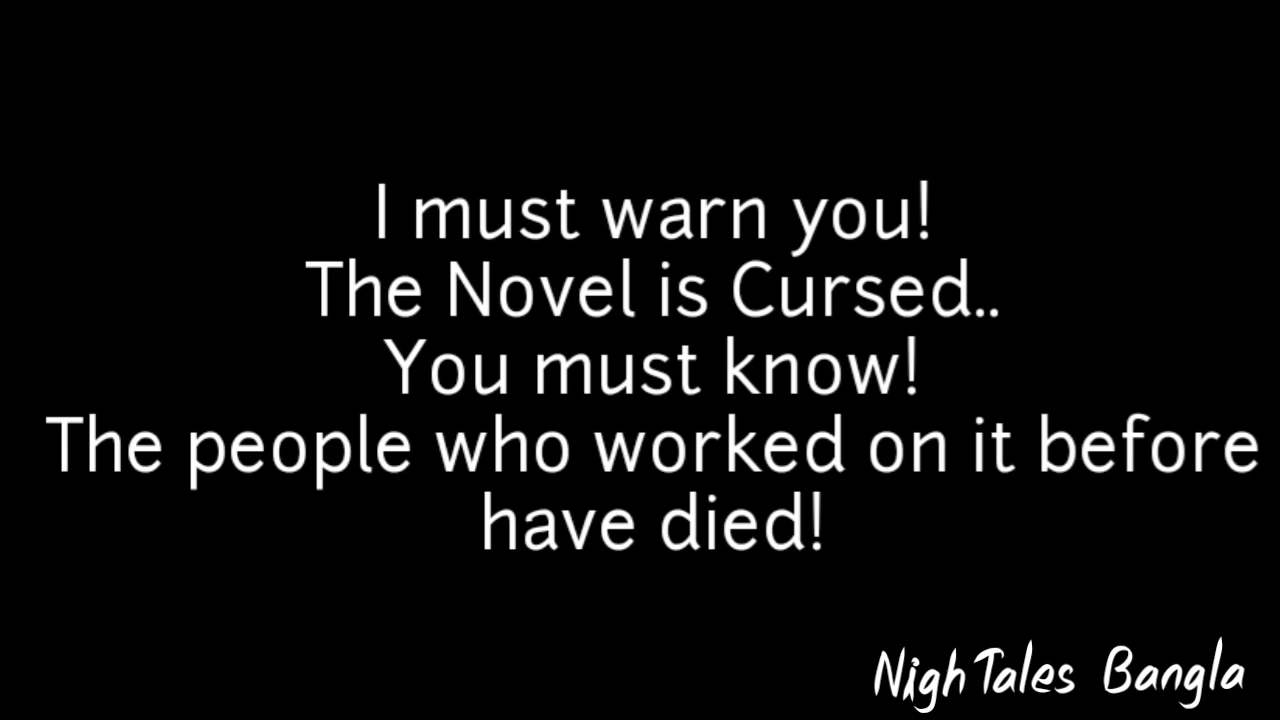 I must warn you!
The Novel is Cursed..
You must know!
The people who worked on it before
have died!
NighTales Bangla